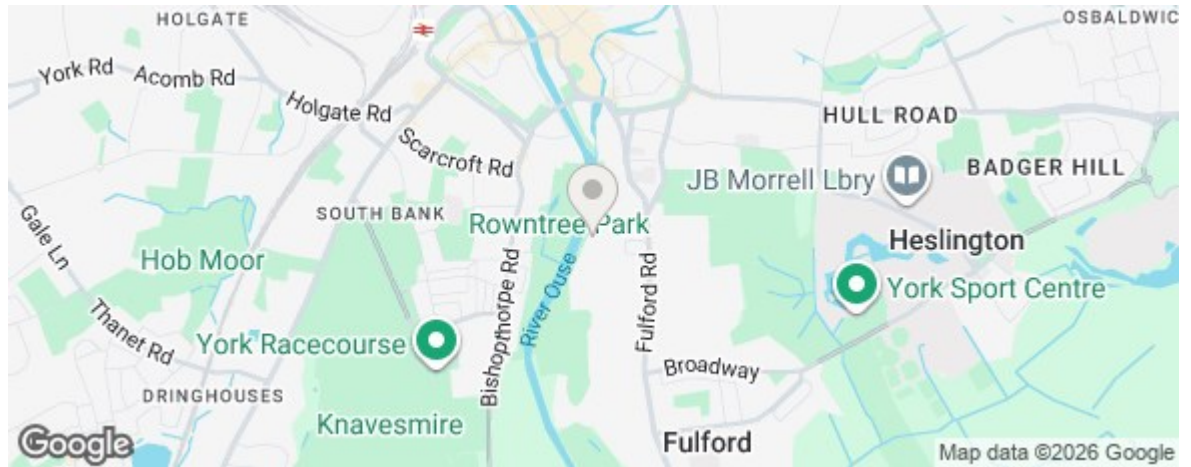 HOLGATE
OSBALDWIC
York Rd
Acomb Rd
Holgate Rd
HULL ROAD
Scarcroft Rd
BADGER HILL
JB Morrell Lbry
SOUTH BANK
Rowntree Park
Gale Ln
Hob Moor
Heslington
River Ouse
Bishopthorpe Rd
Fulford Rd
York Sport Centre
Thanet Rd
York Racecourse
Broadway
DRINGHOUSES
Knavesmire
Fulford
Google
Map data ©2026 Google